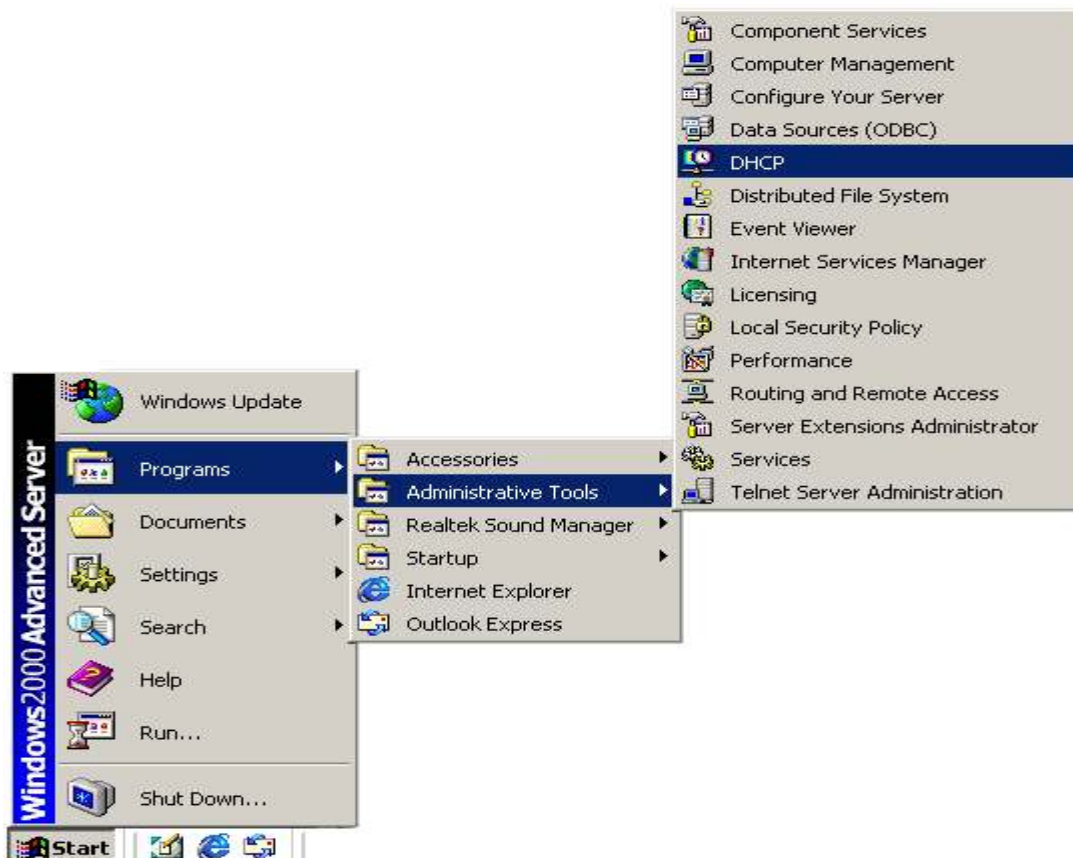 Component Services
Computer Management
Configure Your Server
Data Sources (ODBC)
DHCP
Distributed File System
Event Viewer
Internet Services Manager
Licensing
Local Security Policy
Performance
Routing and Remote Access
Server Extensions Administrator
Services
Telnet Server Administration
Accessories
Administrative Tools
Realtek Sound Manager
Startup
Internet Explorer
Outlook Express
Windows Update
Programs
Documents
Settings
Search
Help
Run...
Shut Down...
Windows 2000 Advanced Server
Start